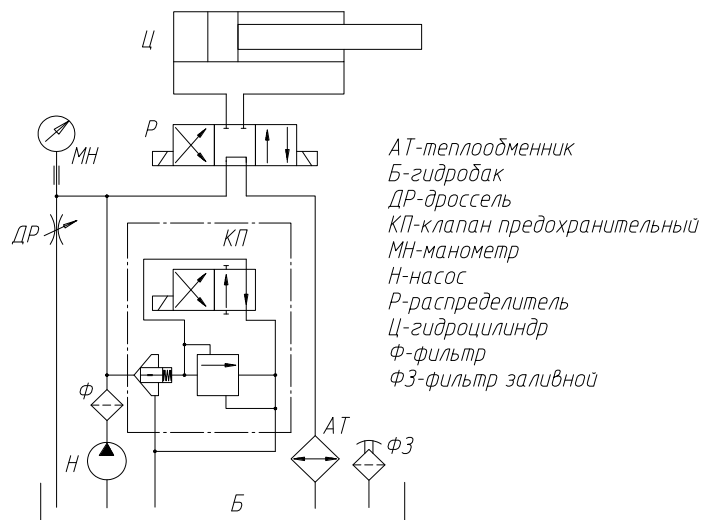 Ц
Р
МН
ДР
КП
Ф
Н
АТ
ФЗ
Б
АТ-теплообменник
Б-гидробак
ДР-дроссель
КП-клапан предохранительный
МН-манометр
Н-насос
Р-распределитель
Ц-гидроцилиндр
Ф-фильтр
ФЗ-фильтр заливной